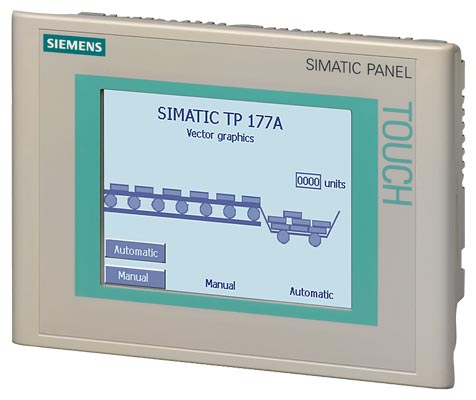 SIEMENS
SIMATIC PANEL
TOUCH
SIMATIC TP 177A
Vector graphics
0000 units
Automatic
Manual
Manual
Automatic